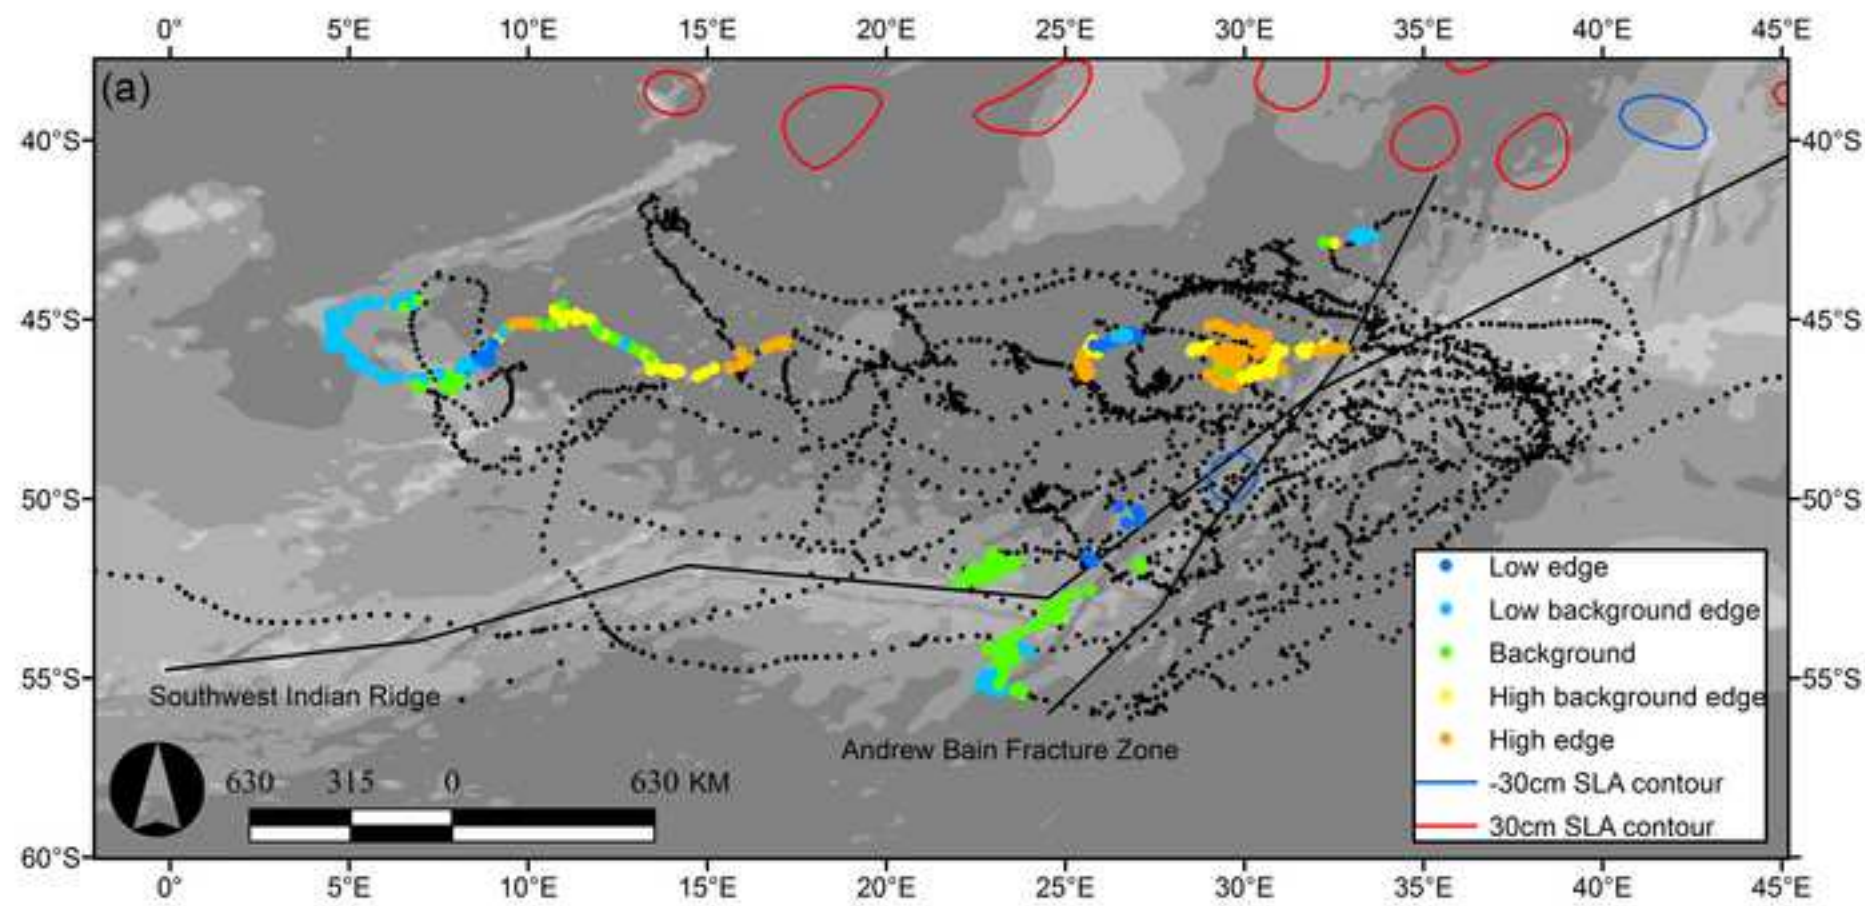 0° 5°E 10°E 15°E 20°E 25°E 30°E 35°E 40°E 45°E
(a)
40°S 40°S
45°S 45°S
50°S 50°S
Low edge
Low background edge
Background
55°S 55°S
Southwest Indian Ridge
High background edge
High edge
Andrew Bain Fracture Zone
630 315 0 630 KM
-30cm SLA contour
30cm SLA contour
60°S
0° 5°E 10°E 15°E 20°E 25°E 30°E 35°E 40°E 45°E